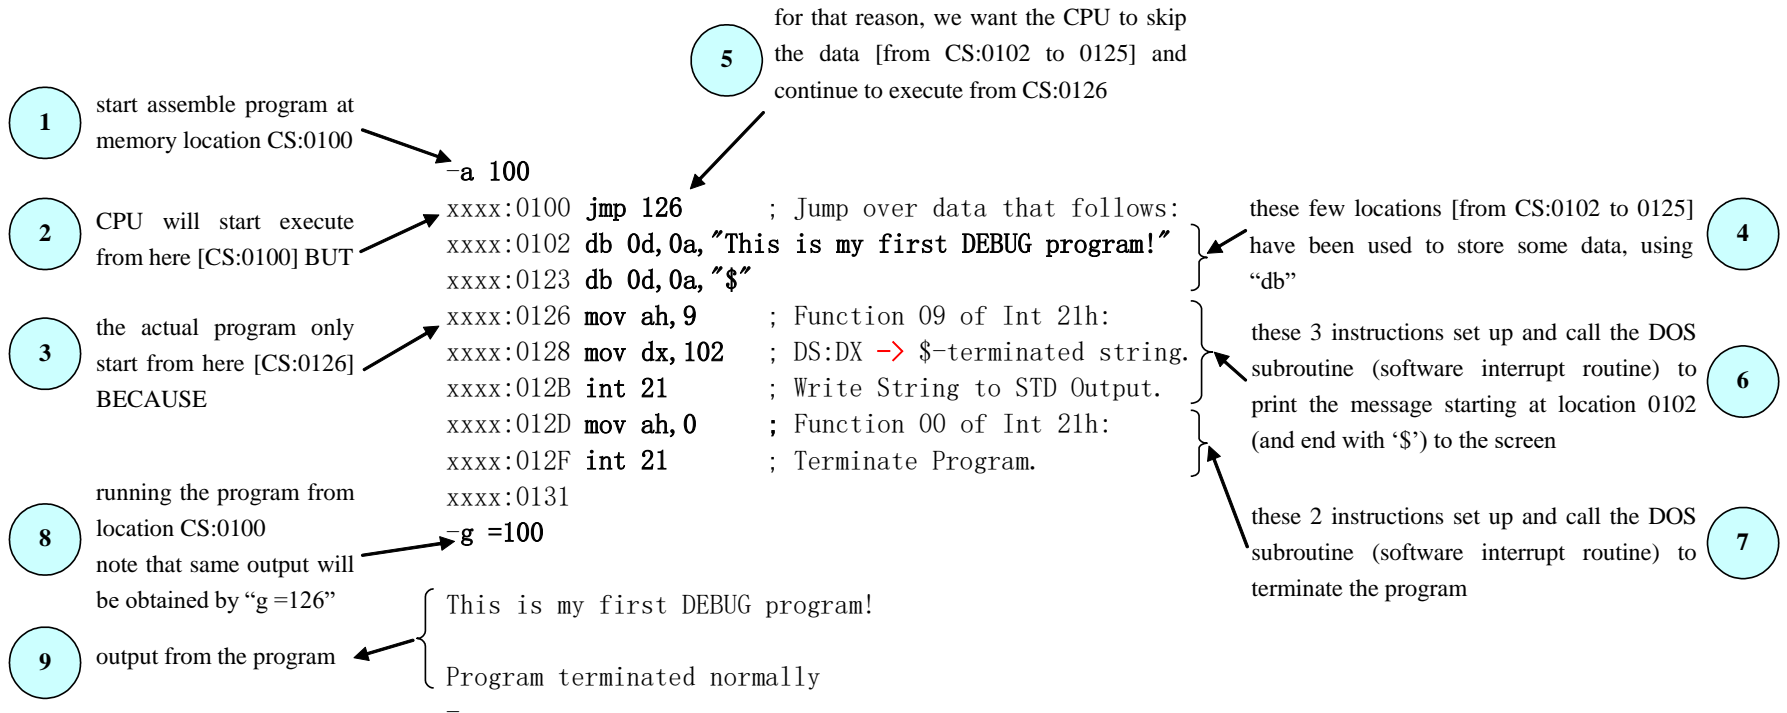 for that reason, we want the CPU to skip
the data [from CS:0102 to 0125] and
continue to execute from CS:0126
5
1
start assemble program at
memory location CS:0100
-a 100
2
CPU will start execute
from here [CS:0100] BUT
xxxx:0100 jmp 126 ; Jump over data that follows:
xxxx:0102 db 0d,0a,"This is my first DEBUG program!"
xxxx:0123 db 0d,0a,"$"
these few locations [from CS:0102 to 0125]
have been used to store some data, using
“db”
4
3
the actual program only
start from here [CS:0126]
BECAUSE
xxxx:0126 mov ah,9 ; Function 09 of Int 21h:
xxxx:0128 mov dx,102 ; DS:DX -> $-terminated string.
xxxx:012B int 21 ; Write String to STD Output.
xxxx:012D mov ah,0 ; Function 00 of Int 21h:
xxxx:012F int 21 ; Terminate Program.
xxxx:0131
-g =100
these 3 instructions set up and call the DOS
subroutine (software interrupt routine) to
print the message starting at location 0102
(and end with ‘$’) to the screen
6
these 2 instructions set up and call the DOS
subroutine (software interrupt routine) to
terminate the program
7
8
running the program from
location CS:0100
note that same output will
be obtained by “g =126”
9
output from the program
This is my first DEBUG program!
Program terminated normally
-